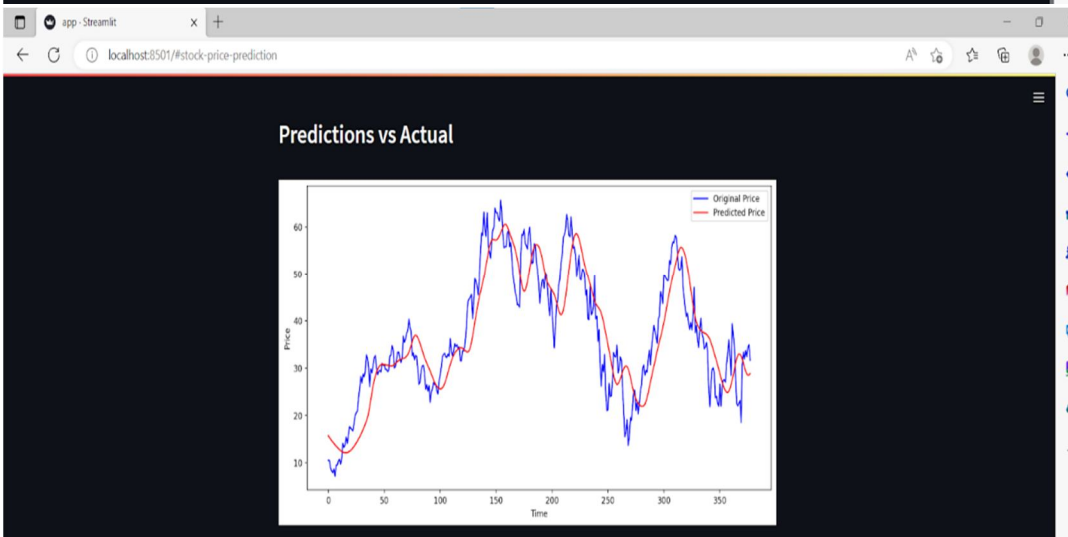 app · Streamlit
localhost:8501/#stock-price-prediction
Predictions vs Actual
Original Price
Predicted Price
60
50
40
30
20
10
Price
0 50 100 150 200 250 300 350
Time